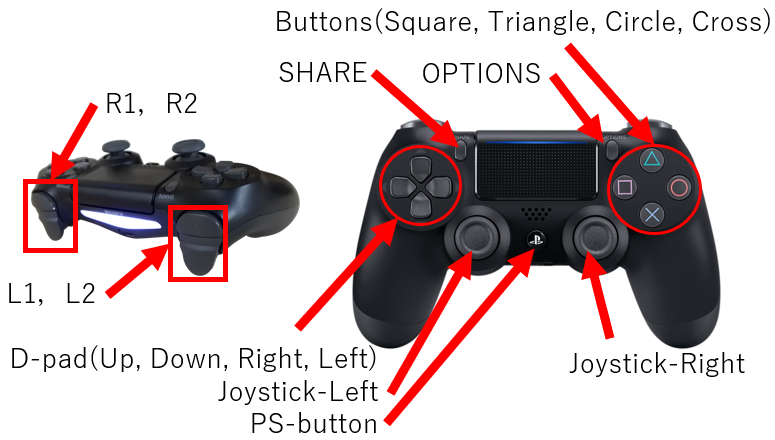 Buttons(Square, Triangle, Circle, Cross)
SHARE
OPTIONS
R1, R2
L1, L2
D-pad(Up, Down, Right, Left)
Joystick-Left
PS-button
Joystick-Right